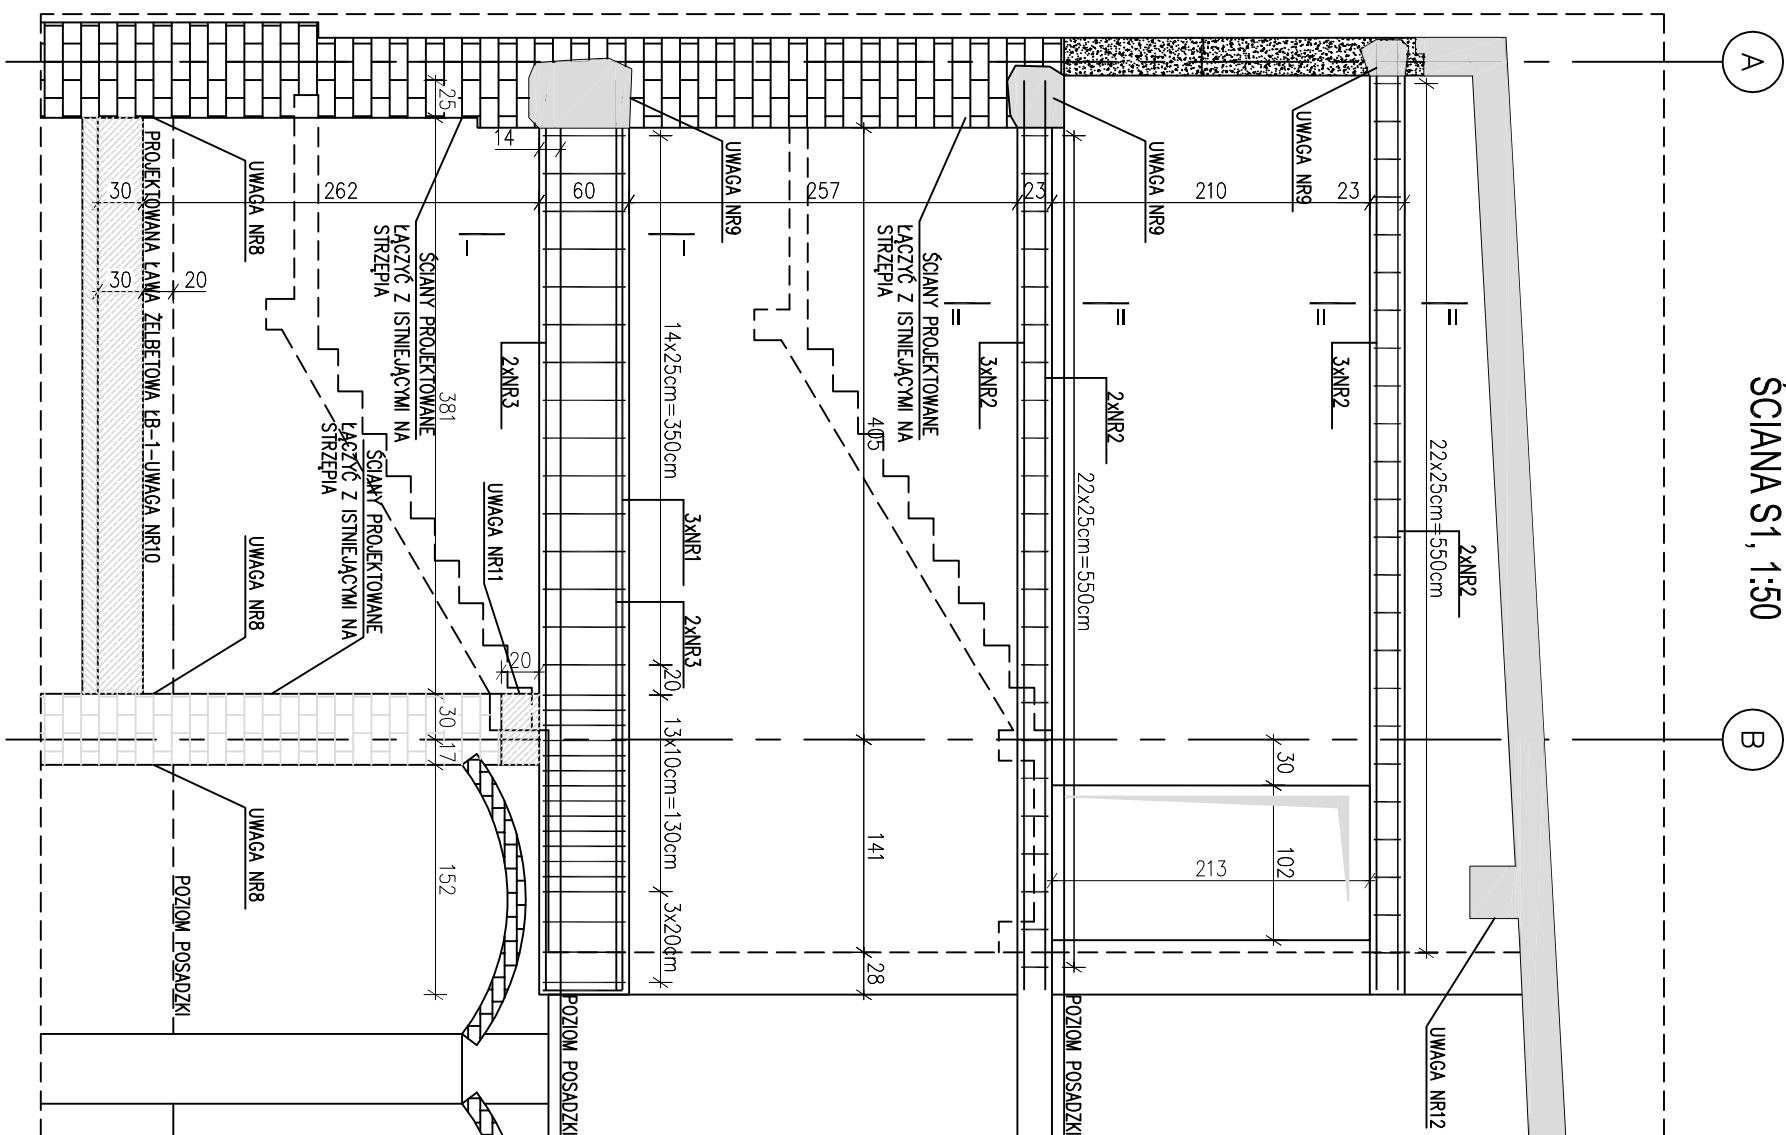 ŚCIANA S1, 1:50
A
B
UWAGA NR12
22x25cm=550cm
2xNR2
3xNR2
UWAGA NR9
23
210
23
257
60
262
30
II
II
II
II
30
102
213
UWAGA NR9
2xNR2
22x25cm=550cm
3xNR2
POZIOM POSADZKI
ŚCIANY PROJEKTOWANE
ŁĄCZYĆ Z ISTNIEJĄCYMI NA
STRZĘPIA
405
141
28
UWAGA NR9
14x25cm=350cm
20
13x10cm=130cm
3x20cm
3xNR1
2xNR3
I
I
14
2xNR3
POZIOM POSADZKI
UWAGA NR11
20
25
381
30
17
152
ŚCIANY PROJEKTOWANE
ŁĄCZYĆ Z ISTNIEJĄCYMI NA
STRZĘPIA
ŚCIANY PROJEKTOWANE
ŁĄCZYĆ Z ISTNIEJĄCYMI NA
STRZĘPIA
UWAGA NR8
UWAGA NR8
UWAGA NR8
30
20
POZIOM POSADZKI
PROJEKTOWANA ŁAWA ŻELBETOWA ŁB-1-UWAGA NR10